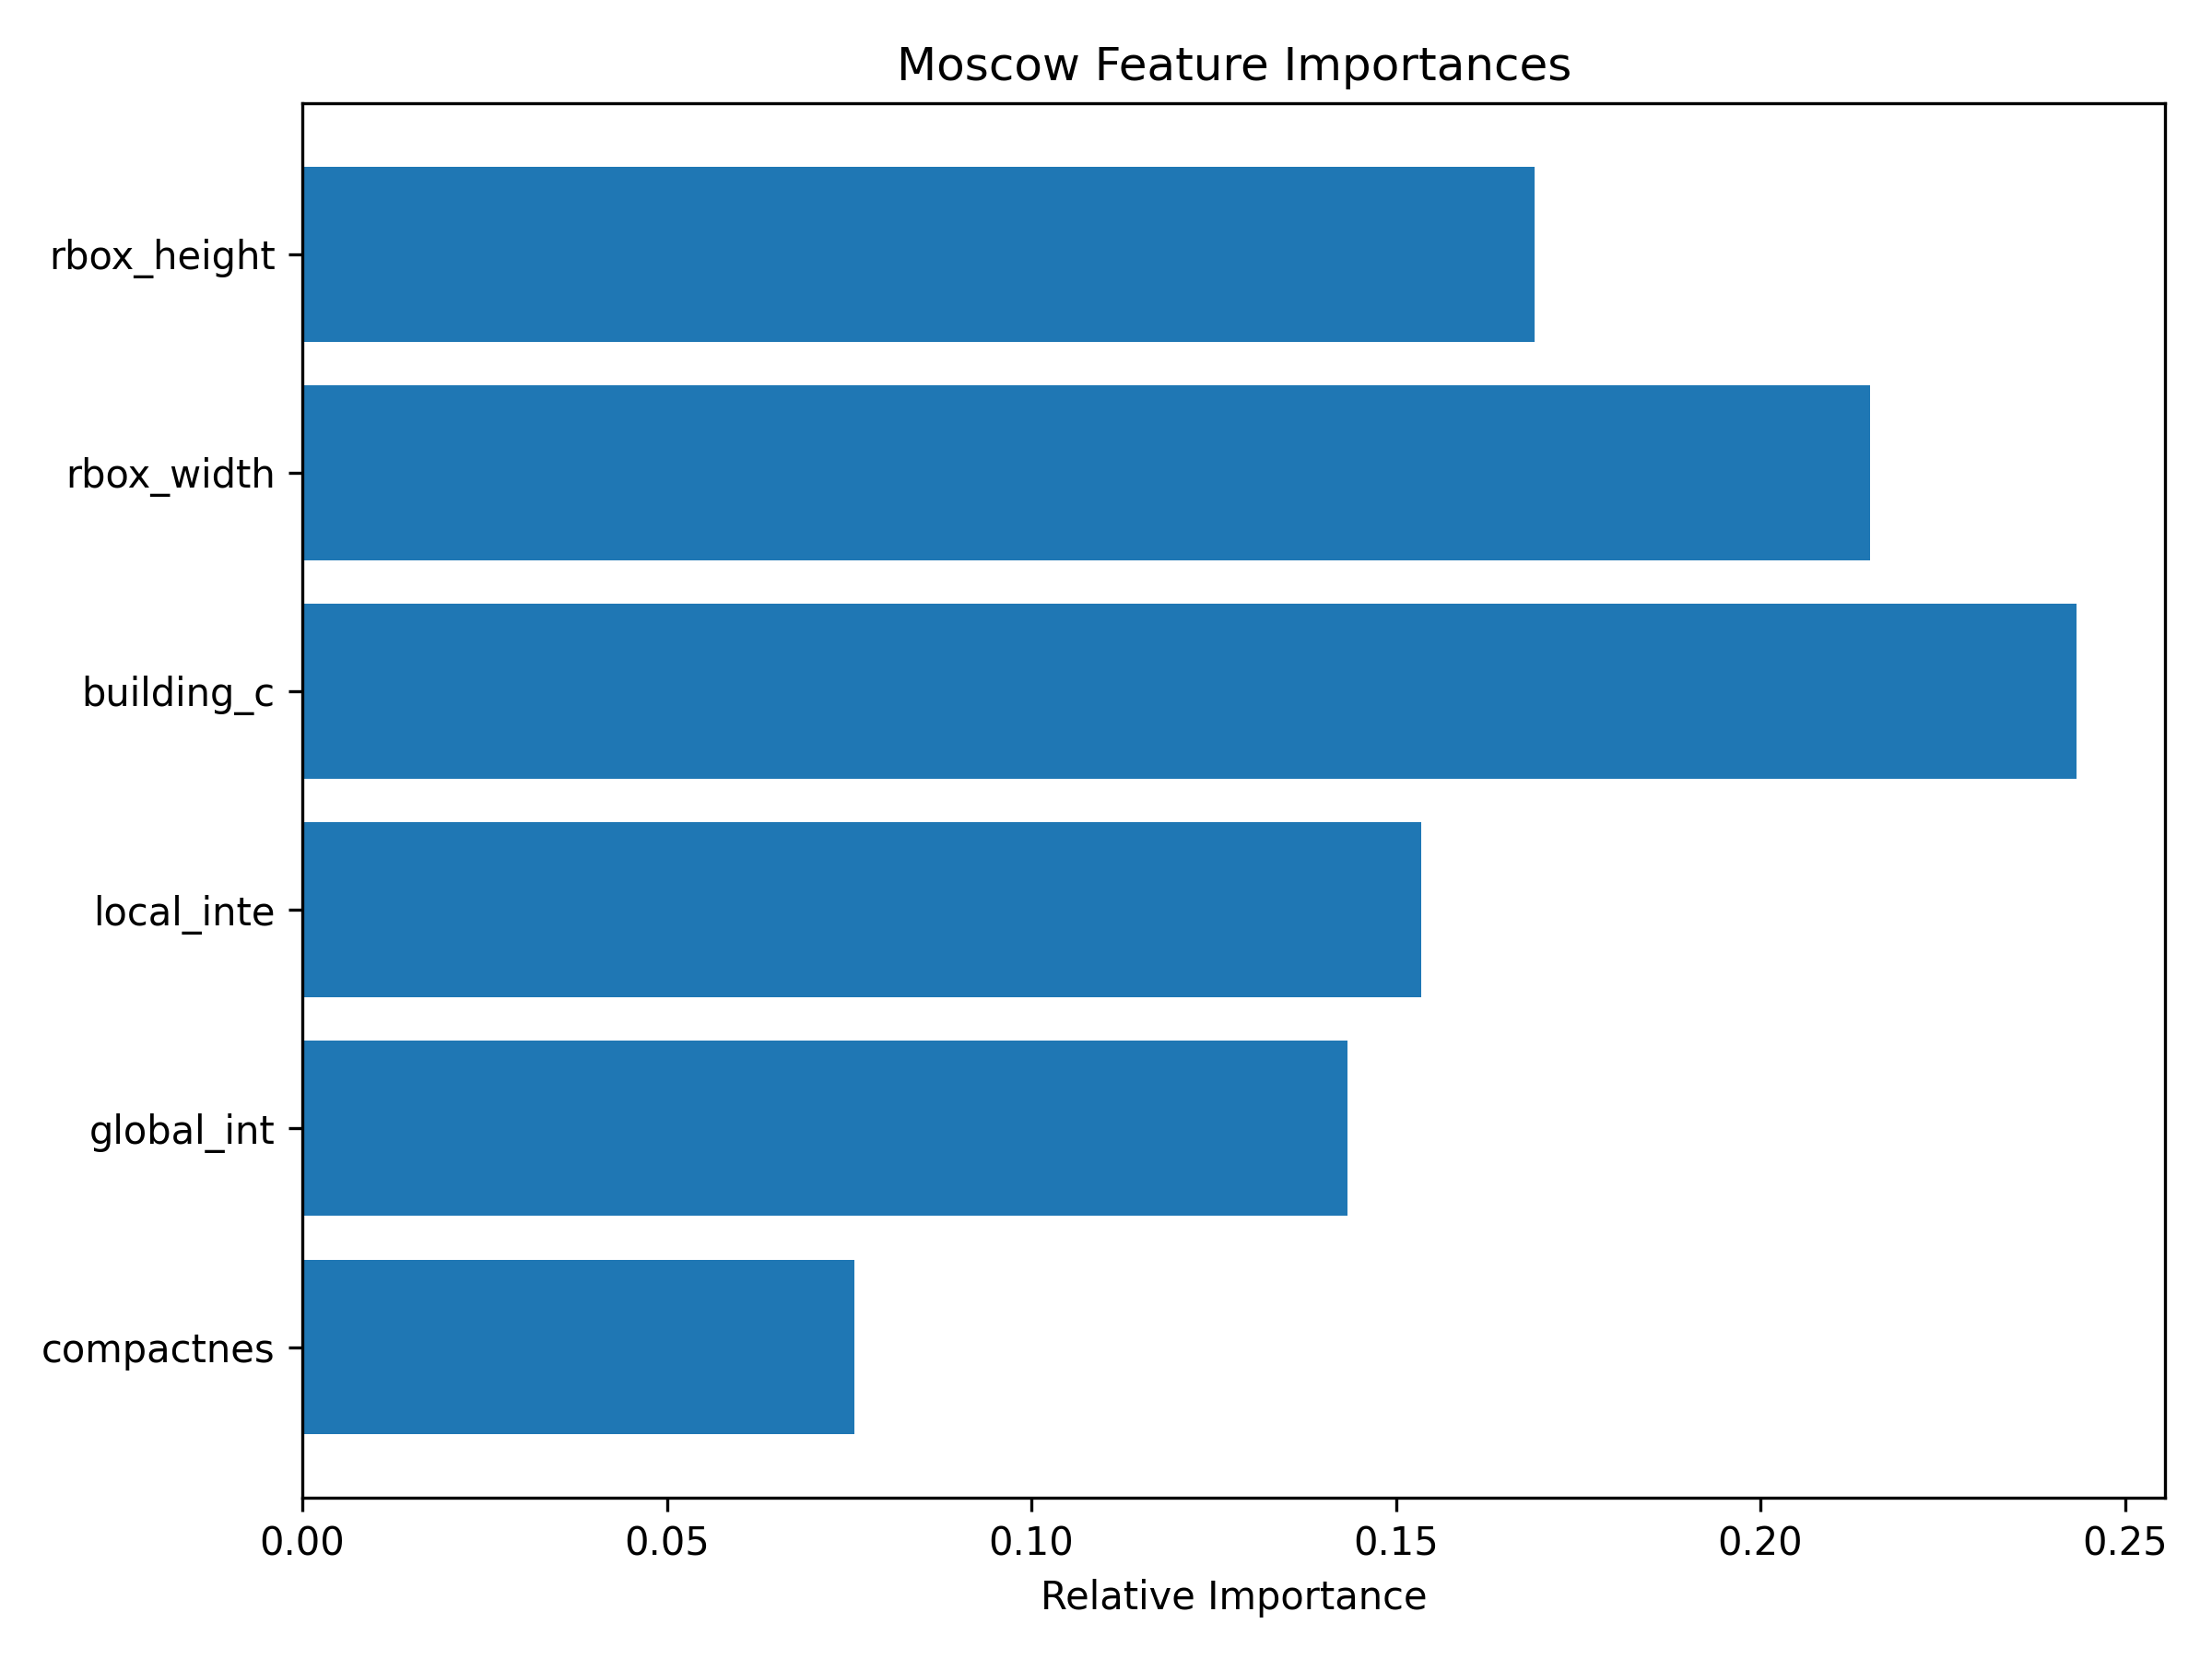 Moscow Feature Importances
rbox_height
rbox_width
building_c
local_inte
global_int
compactnes
0.00 0.05 0.10 0.15 0.20 0.25
Relative Importance